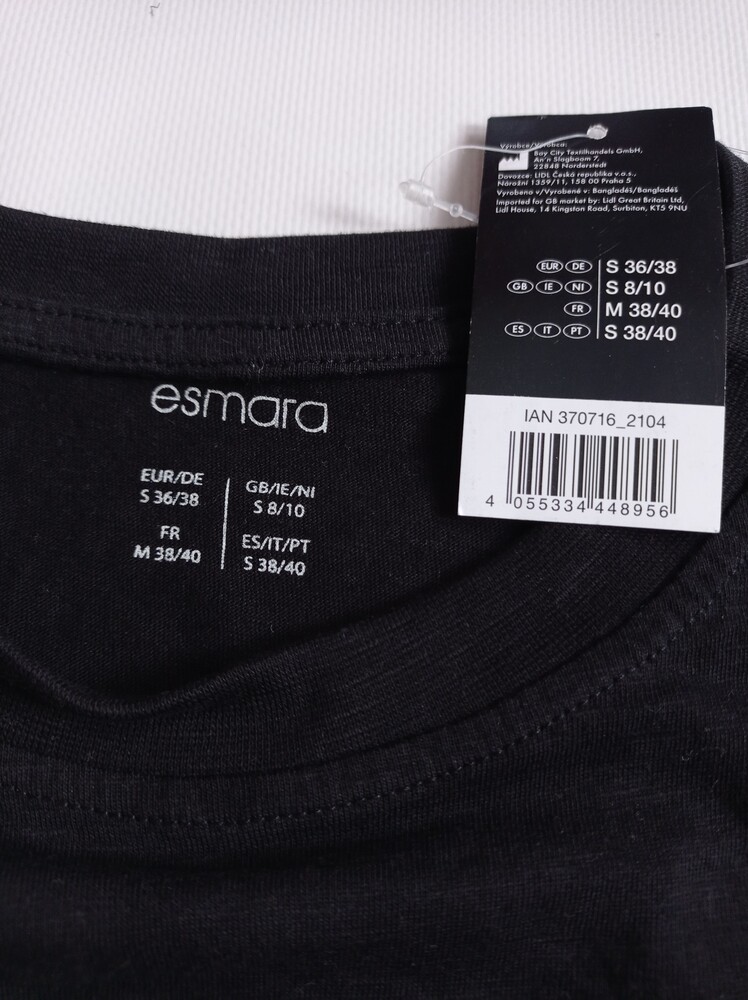 Výrobce/Výrobca:
Bay City Textilhandels GmbH,
An'n Slagboom 7,
22848 Norderstedt
Dovozce: LIDL Česká republika v.o.s.,
Nárožní 1359/11, 158 00 Praha 5
Vyrobeno v/Vyrobené v: Bangladéš/Bangladéš
Imported for GB market by: Lidl Great Britain Ltd,
Lidl House, 14 Kingston Road, Surbiton, KT5 9NU
EUR DE S 36/38
GB IE NI S 8/10
FR M 38/40
ES IT PT S 38/40
IAN 370716_2104
4 055334 448956
esmara
EUR/DE
S 36/38
FR
M 38/40
GB/IE/NI
S 8/10
ES/IT/PT
S 38/40